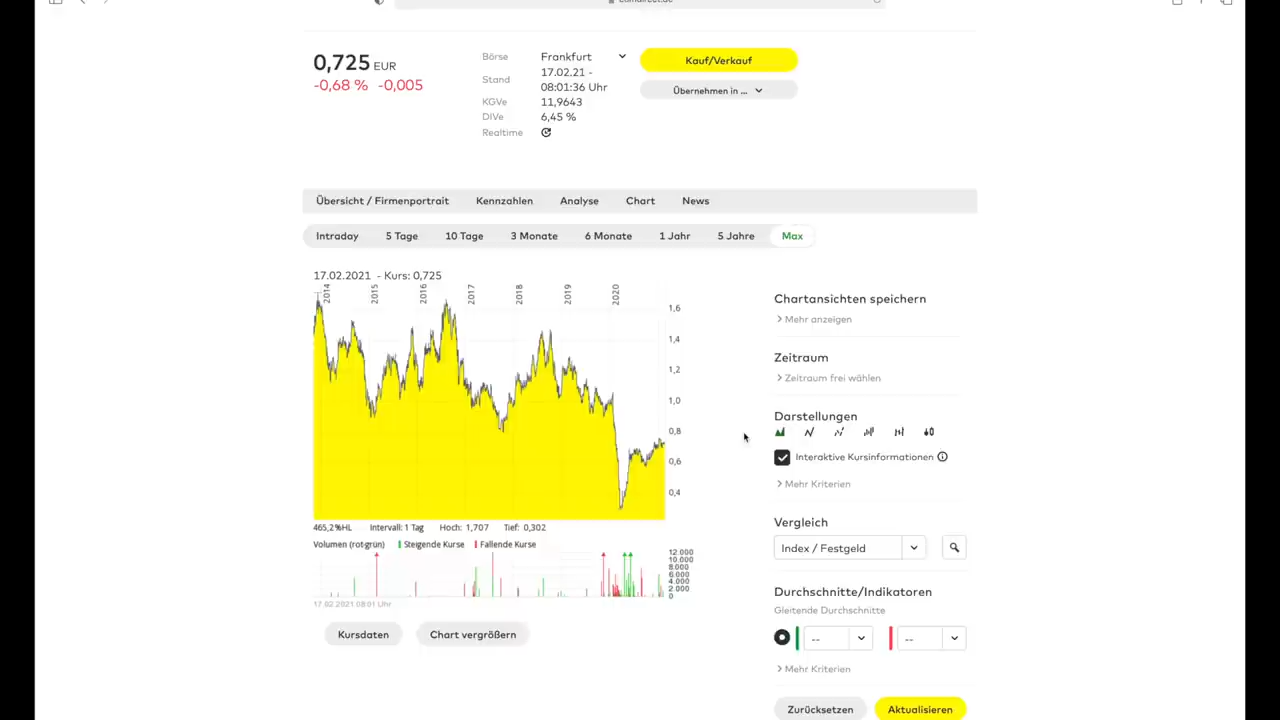 0,725 EUR
-0,68 % -0,005
Börse Frankfurt
Stand 17.02.21 -
08:01:36 Uhr
KGVe 11,9643
DIVe 6,45 %
Realtime
Kauf/Verkauf
Übernehmen in ...
Übersicht / Firmenportrait Kennzahlen Analyse Chart News
Intraday 5 Tage 10 Tage 3 Monate 6 Monate 1 Jahr 5 Jahre Max
17.02.2021 - Kurs: 0,725
2014 2015 2016 2017 2018 2019 2020
1,6
1,4
1,2
1,0
0,8
0,6
0,4
465,2%HL Intervall: 1 Tag Hoch: 1,707 Tief: 0,302
Volumen (rot-grün) Steigende Kurse Fallende Kurse
12.000
10.000
8.000
6.000
4.000
2.000
0
17.02.2021 08:01 Uhr
Kursdaten Chart vergrößern
Chartansichten speichern
Mehr anzeigen
Zeitraum
Zeitraum frei wählen
Darstellungen
Interaktive Kursinformationen
Mehr Kriterien
Vergleich
Index / Festgeld
Durchschnitte/Indikatoren
Gleitende Durchschnitte
-- --
Mehr Kriterien
Zurücksetzen Aktualisieren